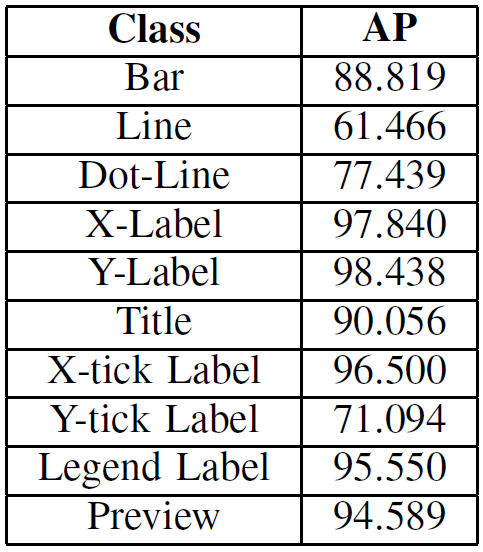 Class AP
Bar 88.819
Line 61.466
Dot-Line 77.439
X-Label 97.840
Y-Label 98.438
Title 90.056
X-tick Label 96.500
Y-tick Label 71.094
Legend Label 95.550
Preview 94.589